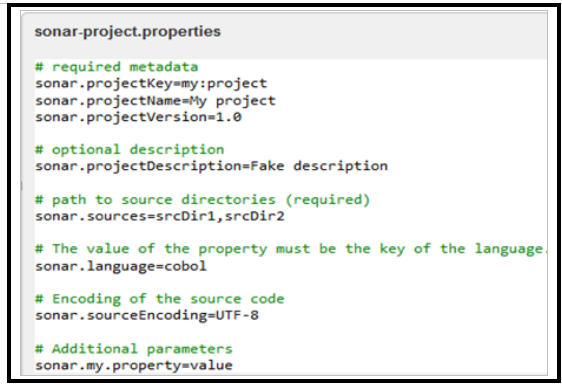 sonar-project.properties
# required metadata
sonar.projectKey=my:project
sonar.projectName=My project
sonar.projectVersion=1.0
# optional description
sonar.projectDescription=Fake description
# path to source directories (required)
sonar.sources=srcDir1,srcDir2
# The value of the property must be the key of the language.
sonar.language=cobol
# Encoding of the source code
sonar.sourceEncoding=UTF-8
# Additional parameters
sonar.my.property=value